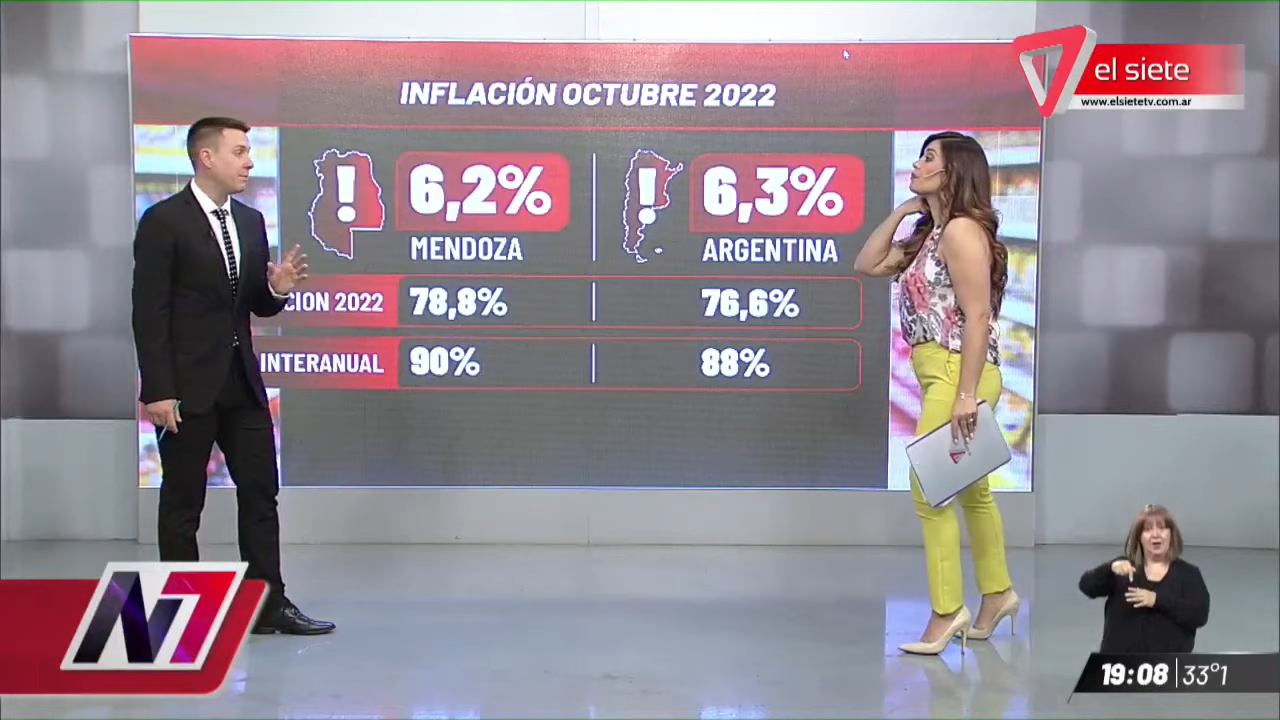 el siete
www.elsietetv.com.ar
INFLACIÓN OCTUBRE 2022
6,2%
MENDOZA
6,3%
ARGENTINA
CION 2022 78,8% 76,6%
INTERANUAL 90% 88%
N7
19:08 33°1